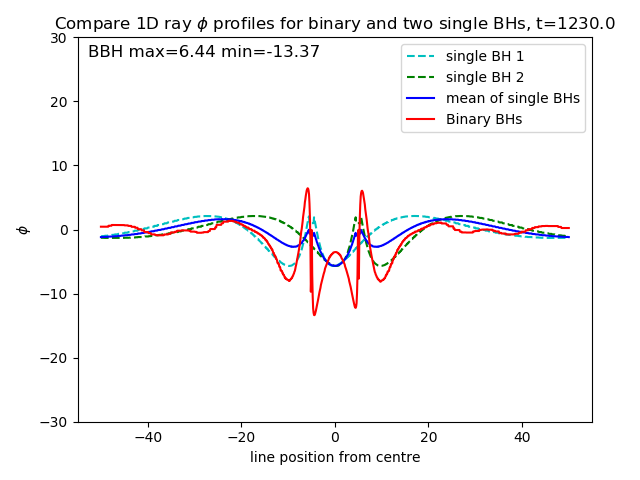 Compare 1D ray ϕ profiles for binary and two single BHs, t=1230.0
BBH max=6.44 min=-13.37
single BH 1
single BH 2
mean of single BHs
Binary BHs
30
20
10
0
−10
−20
−30
ϕ
−40
−20
0
20
40
line position from centre